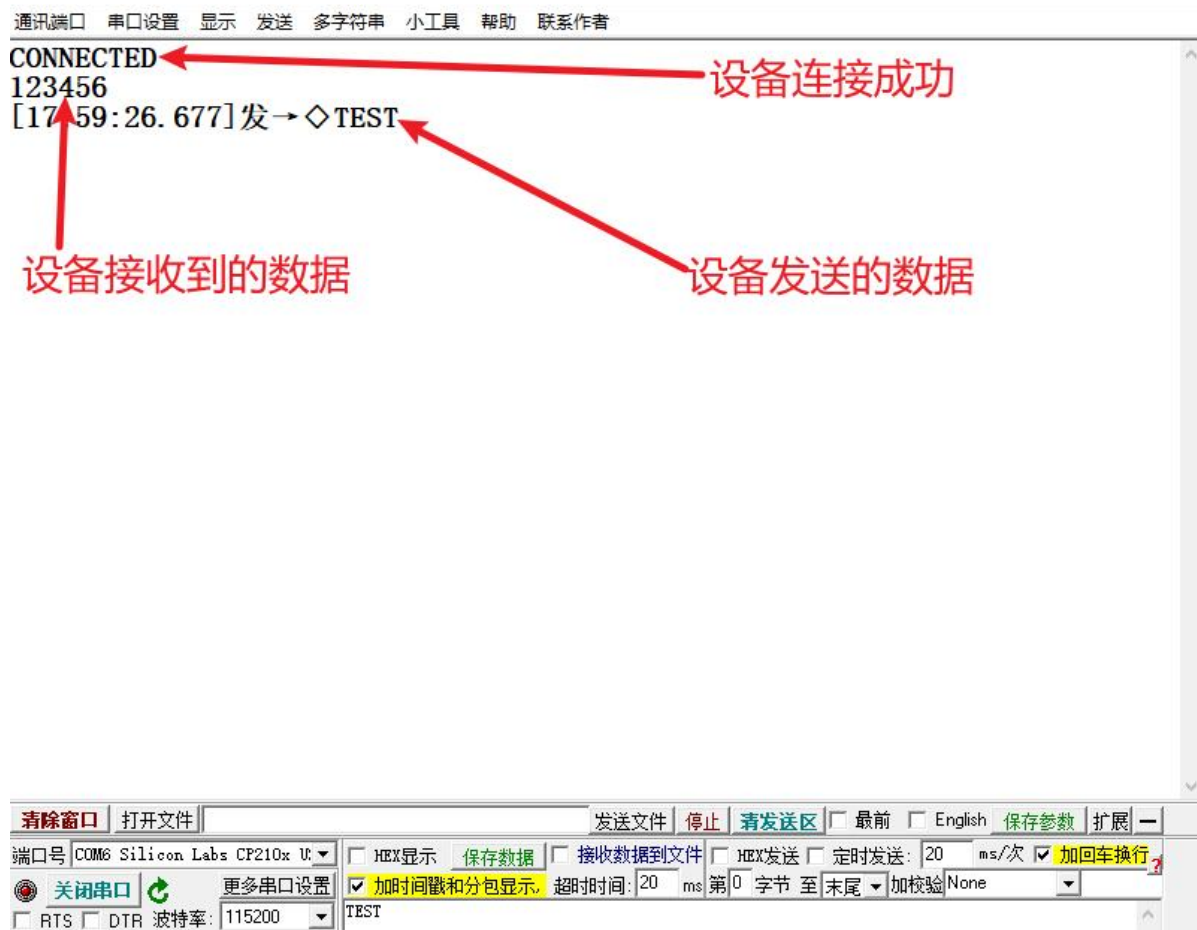 通讯端口 串口设置 显示 发送 多字符串 小工具 帮助 联系作者
CONNECTED
设备连接成功
123456
[17:59:26.677]发→◇TEST
设备接收到的数据
设备发送的数据
清除窗口 打开文件 发送文件 停止 清发送区 最前 English 保存参数 扩展 —
端口号 COM6 Silicon Labs CP210x HEX显示 保存数据 接收数据到文件 HEX发送 定时发送: 20 ms/次 加回车换行 ?
关闭串口 更多串口设置 加时间戳和分包显示, 超时时间: 20 ms 第 0 字节 至 末尾 加校验 None
RTS DTR 波特率: 115200 TEST